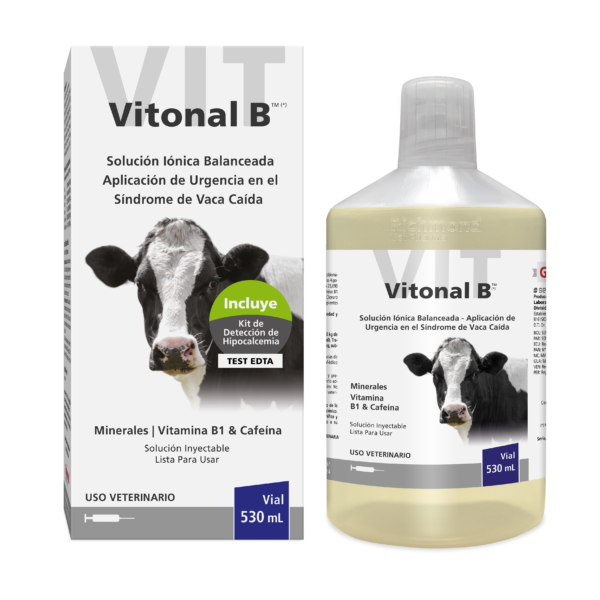 VIT
Vitonal B™ (*)
Solución Iónica Balanceada
Aplicación de Urgencia en el
Síndrome de Vaca Caída
Incluye
Kit de
Detección de
Hipocalcemia
TEST EDTA
Minerales | Vitamina B1 & Cafeína
Solución Inyectable
Lista Para Usar
USO VETERINARIO
Vial
530 mL
Richmond
VIT
Vitonal B™
Solución Iónica Balanceada - Aplicación de
Urgencia en el Síndrome de Vaca Caída
Minerales
Vitamina
B1 & Cafeína
Solución Inyectable
Lista Para Usar
USO VETERINARIO
Vial
530 mL